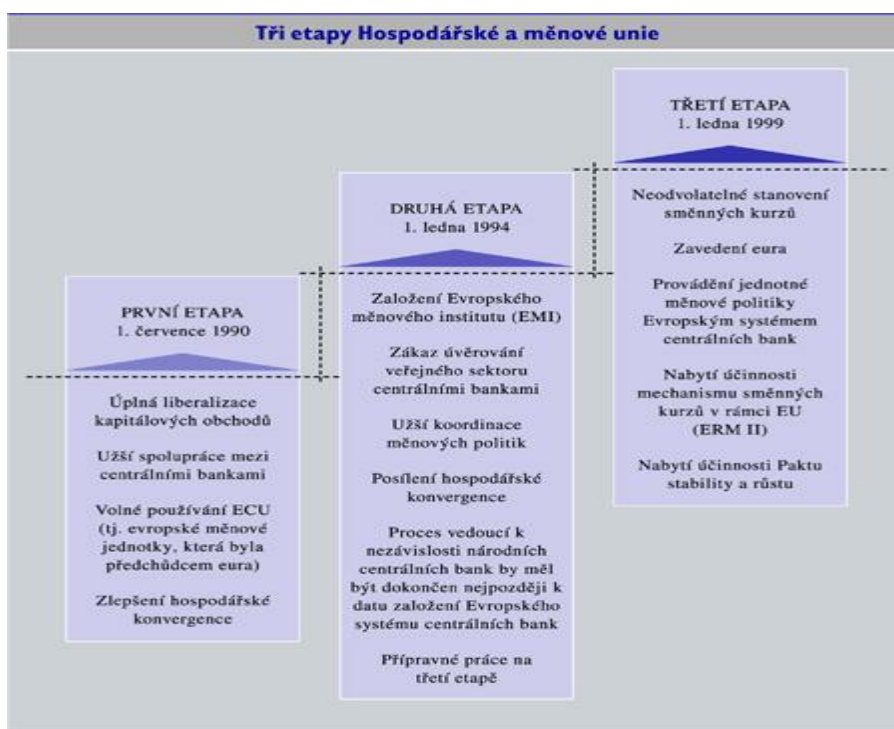 Tři etapy Hospodářské a měnové unie
PRVNÍ ETAPA
1. července 1990
Úplná liberalizace
kapitálových obchodů
Užší spolupráce mezi
centrálními bankami
Volné používání ECU
(tj. evropské měnové
jednotky, která byla
předchůdcem eura)
Zlepšení hospodářské
konvergence
DRUHÁ ETAPA
1. ledna 1994
Založení Evropského
měnového institutu (EMI)
Zákaz úvěrování
veřejného sektoru
centrálními bankami
Užší koordinace
měnových politik
Posílení hospodářské
konvergence
Proces vedoucí k
nezávislosti národních
centrálních bank by měl
být dokončen nejpozději k
datu založení Evropského
systému centrálních bank
Přípravné práce na
třetí etapě
TŘETÍ ETAPA
1. ledna 1999
Neodvolatelné stanovení
směnných kurzů
Zavedení eura
Provádění jednotné
měnové politiky
Evropským systémem
centrálních bank
Nabytí účinnosti
mechanismu směnných
kurzů v rámci EU
(ERM II)
Nabytí účinnosti Paktu
stability a růstu